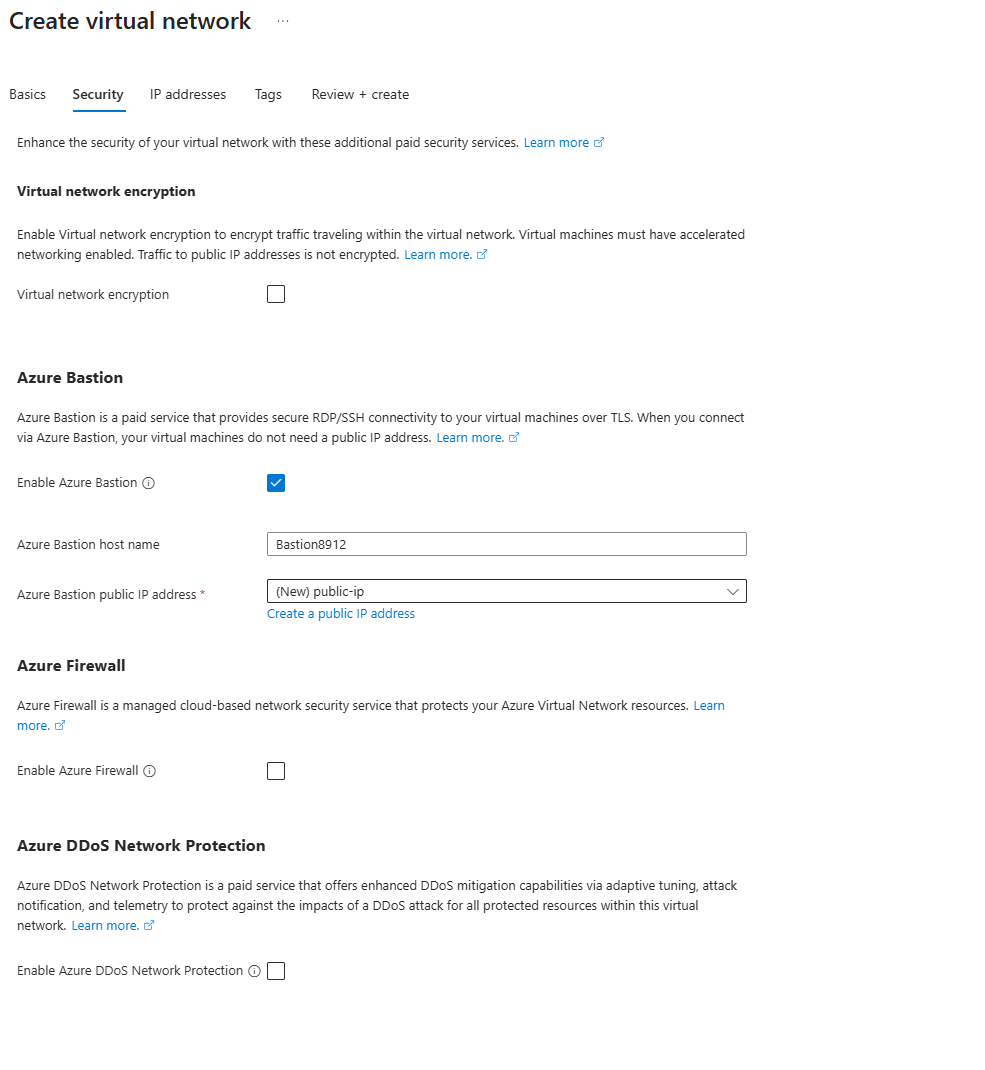 Create virtual network ...
Basics Security IP addresses Tags Review + create
Enhance the security of your virtual network with these additional paid security services. Learn more
Virtual network encryption
Enable Virtual network encryption to encrypt traffic traveling within the virtual network. Virtual machines must have accelerated
networking enabled. Traffic to public IP addresses is not encrypted. Learn more.
Virtual network encryption
Azure Bastion
Azure Bastion is a paid service that provides secure RDP/SSH connectivity to your virtual machines over TLS. When you connect
via Azure Bastion, your virtual machines do not need a public IP address. Learn more.
Enable Azure Bastion
Azure Bastion host name Bastion8912
Azure Bastion public IP address * (New) public-ip
Create a public IP address
Azure Firewall
Azure Firewall is a managed cloud-based network security service that protects your Azure Virtual Network resources. Learn
more.
Enable Azure Firewall
Azure DDoS Network Protection
Azure DDoS Network Protection is a paid service that offers enhanced DDoS mitigation capabilities via adaptive tuning, attack
notification, and telemetry to protect against the impacts of a DDoS attack for all protected resources within this virtual
network. Learn more.
Enable Azure DDoS Network Protection